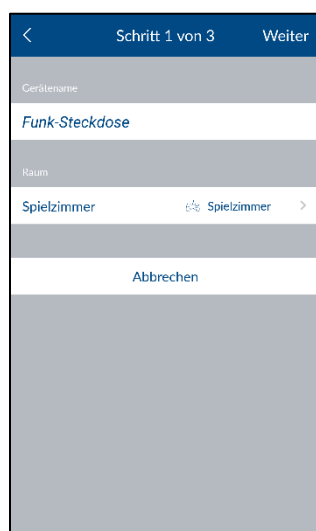 Schritt 1 von 3 Weiter
Gerätename
Funk-Steckdose
Raum
Spielzimmer Spielzimmer
Abbrechen